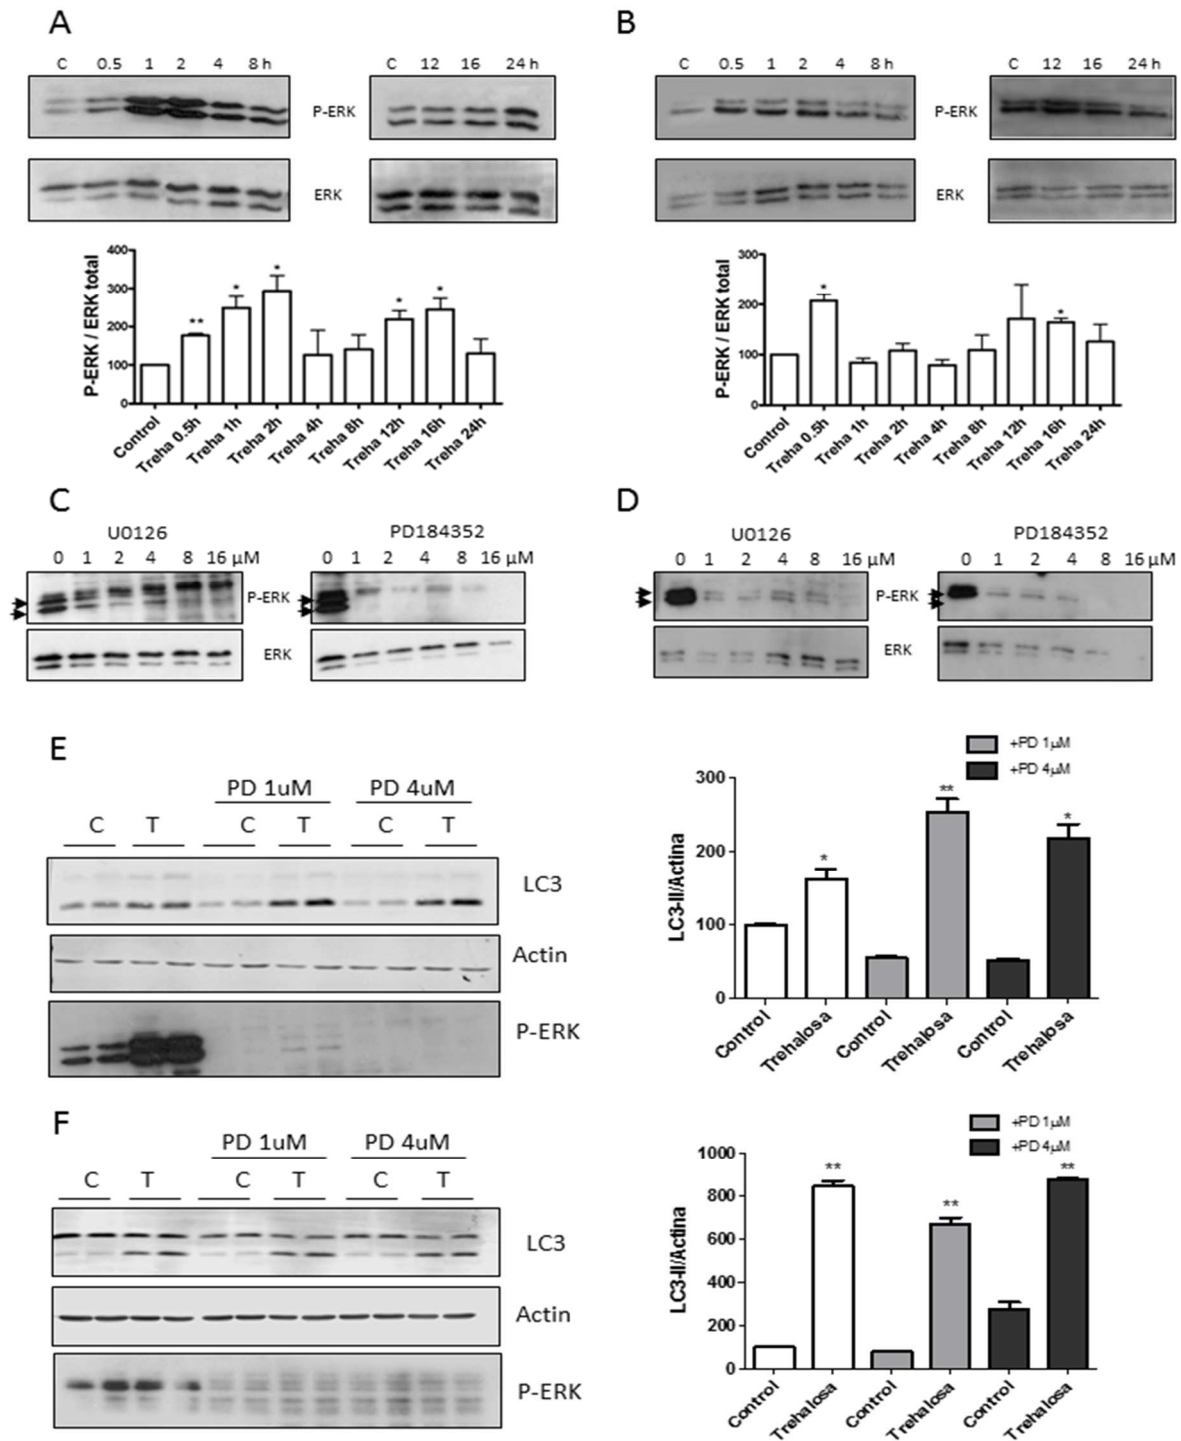 A
B
C 0.5 1 2 4 8 h
C 12 16 24 h
C 0.5 1 2 4 8 h
C 12 16 24 h
P-ERK
P-ERK
ERK
ERK
P-ERK / ERK total
400
300
200
100
0
Control
Treha 0.5h
Treha 1h
Treha 2h
Treha 4h
Treha 8h
Treha 12h
Treha 16h
Treha 24h
**
*
*
*
*
P-ERK / ERK total
300
200
100
0
Control
Treha 0.5h
Treha 1h
Treha 2h
Treha 4h
Treha 8h
Treha 12h
Treha 16h
Treha 24h
*
*
C
D
U0126
PD184352
0 1 2 4 8 16 µM
0 1 2 4 8 16 µM
P-ERK
ERK
U0126
PD184352
0 1 2 4 8 16 µM
0 1 2 4 8 16 µM
P-ERK
ERK
E
PD 1uM PD 4uM
C T C T C T
LC3
Actin
P-ERK
+PD 1µM
+PD 4µM
LC3-II/Actina
300
200
100
0
*
**
*
Control
Trehalosa
Control
Trehalosa
Control
Trehalosa
F
PD 1uM PD 4uM
C T C T C T
LC3
Actin
P-ERK
+PD 1µM
+PD 4µM
LC3-II/Actina
1000
800
600
400
200
0
**
**
**
Control
Trehalosa
Control
Trehalosa
Control
Trehalosa